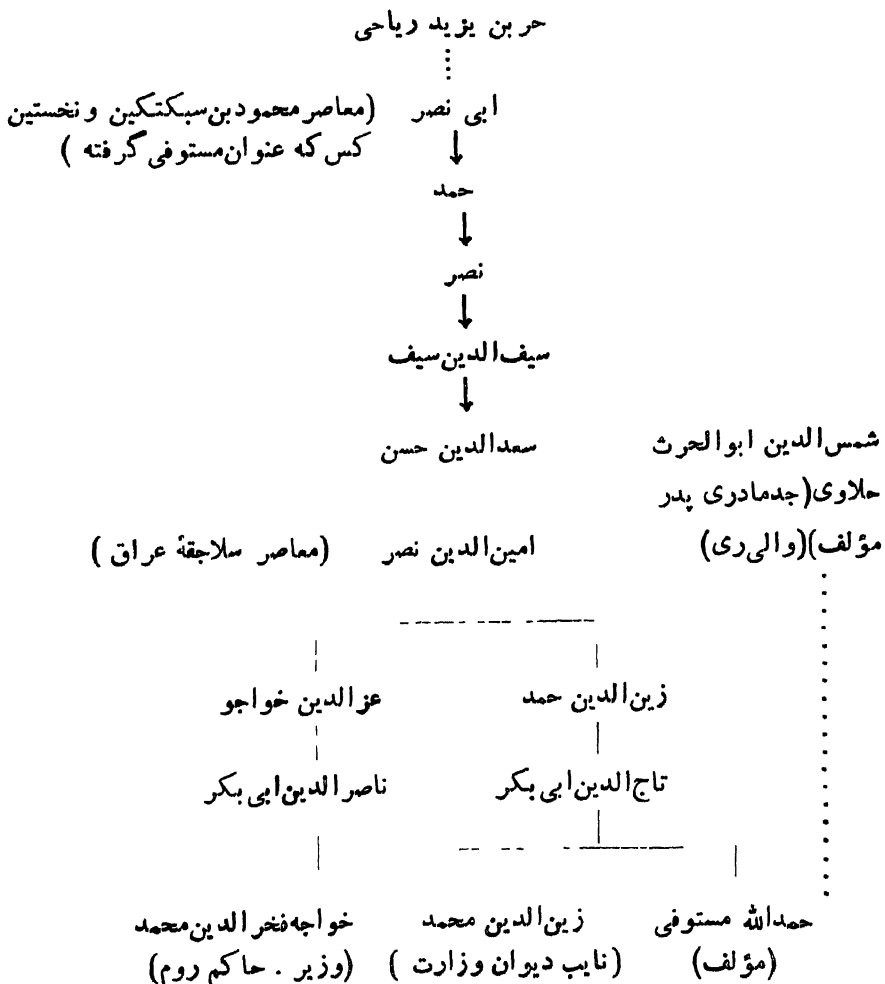 حر بن یزید ریاحی
ابی نصر (معاصر محمود بن سبکتکین و نخستین
کس که عنوان مستوفی گرفته )
حمد
نصر
سیف‌الدین سیف
شمس‌الدین ابوالحرث سعدالدین حسن
حلاوی(جدمادری پدر
مؤلف)(والی‌ری) امین‌الدین نصر (معاصر سلاجقهٔ عراق )
زین‌الدین حمد عزالدین خواجو
تاج‌الدین ابی بکر ناصرالدین ابی بکر
حمدالله مستوفی زین‌الدین محمد خواجه فخرالدین محمد
(مؤلف) (نایب دیوان وزارت ) (وزیر . حاکم روم)